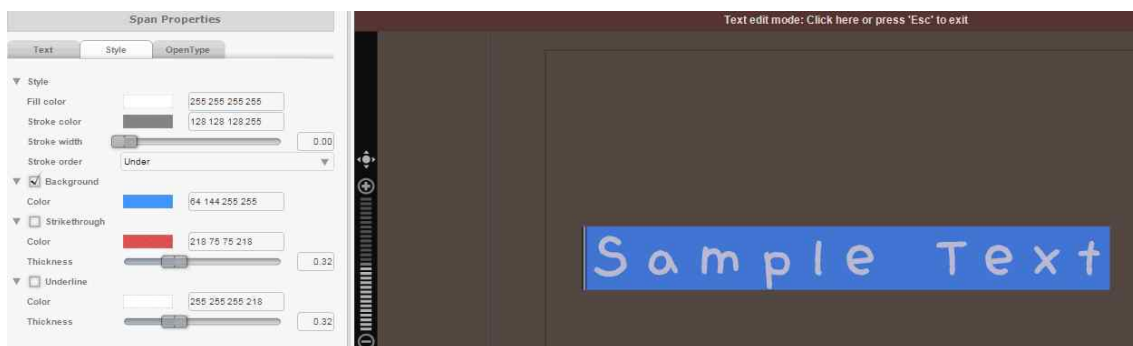 Span Properties
Text edit mode: Click here or press 'Esc' to exit
Text Style OpenType
Style
Fill color 255 255 255 255
Stroke color 128 128 128 255
Stroke width 0.00
Stroke order Under
Background
Color 64 144 255 255
Strikethrough
Color 218 75 75 218
Thickness 0.32
Underline
Color 255 255 255 218
Thickness 0.32
Sample Text